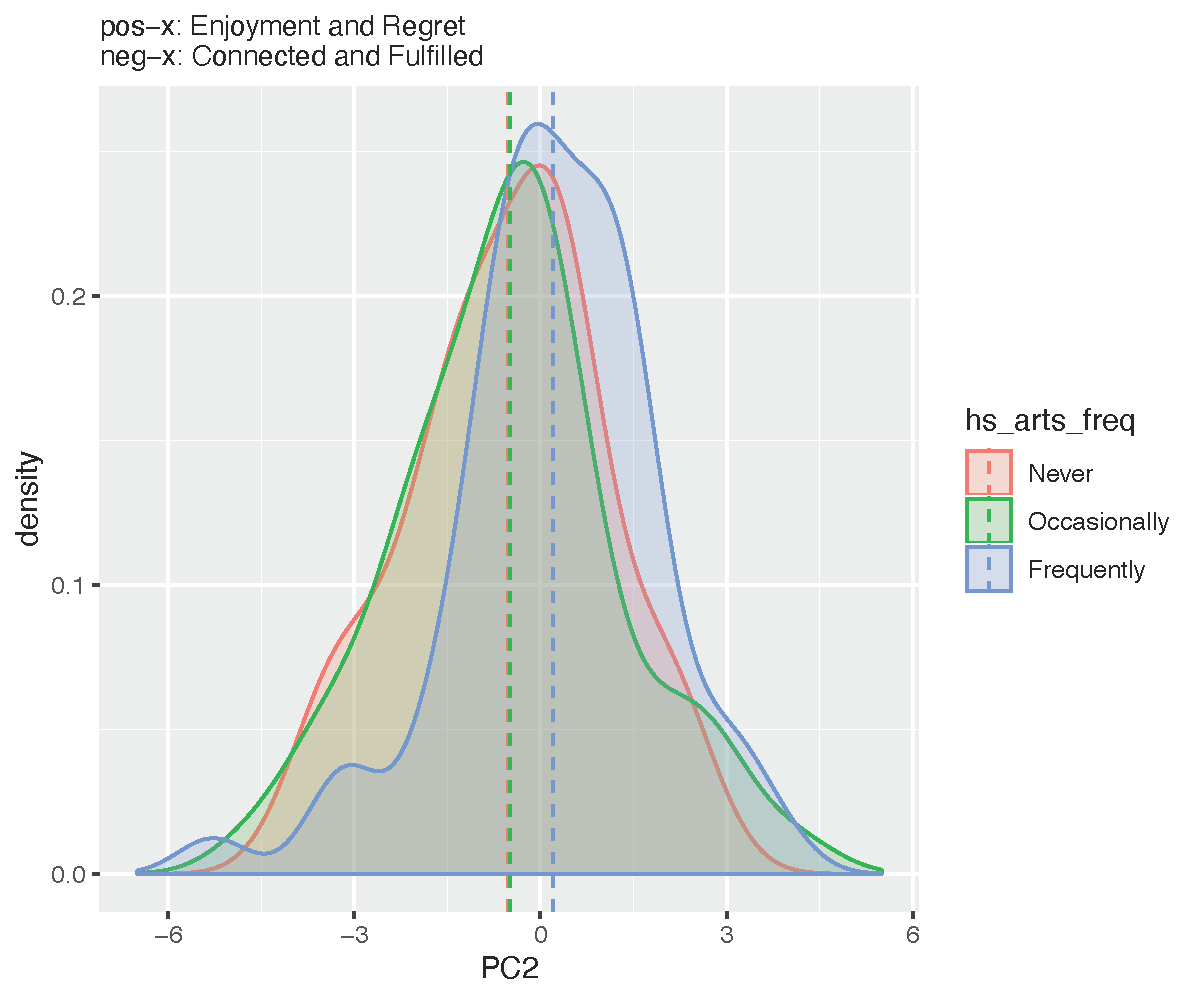 pos−x: Enjoyment and Regret
neg−x: Connected and Fulfilled
density
0.2
0.1
0.0
−6
−3
0
3
6
PC2
hs_arts_freq
Never
Occasionally
Frequently